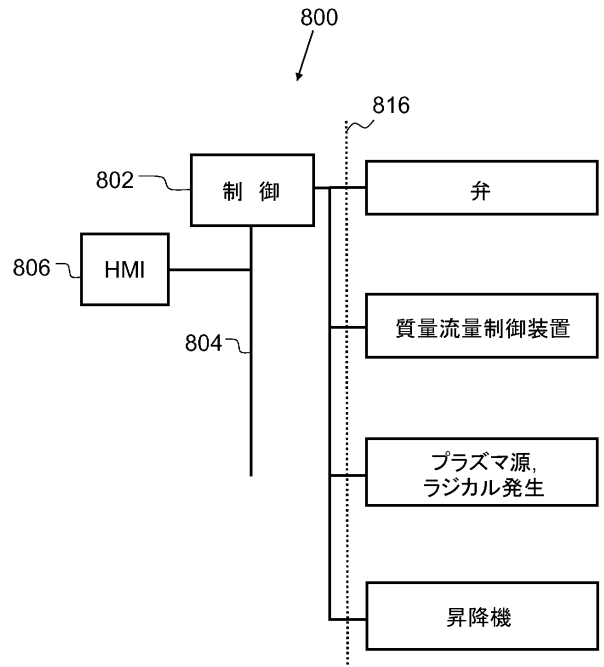 800
816
802
制 御
弁
806
HMI
質量流量制御装置
804
プラズマ源,
ラジカル発生
昇降機